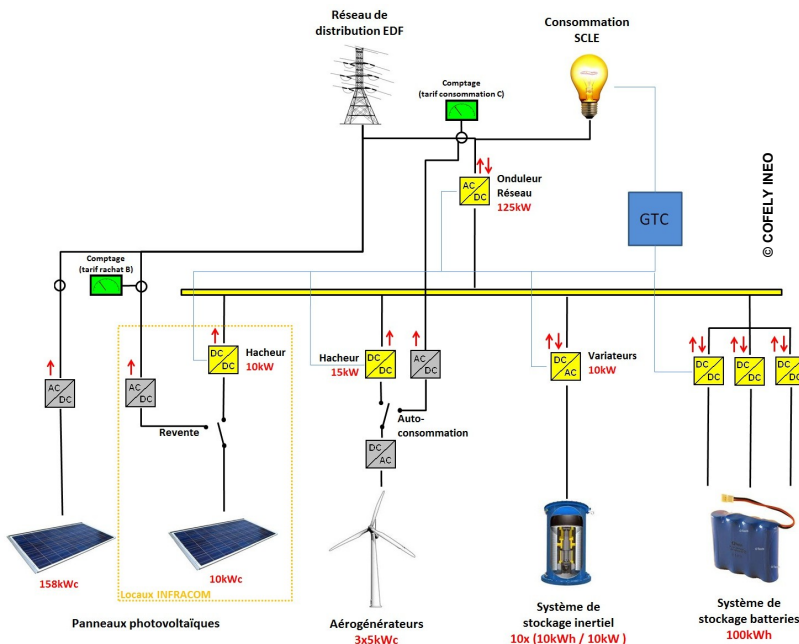 Réseau de
distribution EDF
Consommation
SCLE
Comptage
(tarif consommation C)
AC
DC
Onduleur
Réseau
125kW
GTC
© COFELY INEO
Comptage
(tarif rachat B)
AC
DC
AC
DC
DC
DC
Hacheur
10kW
Hacheur
15kW
DC
DC
AC
DC
DC
AC
Variateurs
10kW
DC
DC
DC
DC
DC
DC
Revente
Auto-
consommation
DC
AC
158kWc
10kWc
Locaux INFRACOM
Panneaux photovoltaïques
Aérogénérateurs
3x5kWc
Système de
stockage inertiel
10x (10kWh / 10kW )
Système de
stockage batteries
100kWh